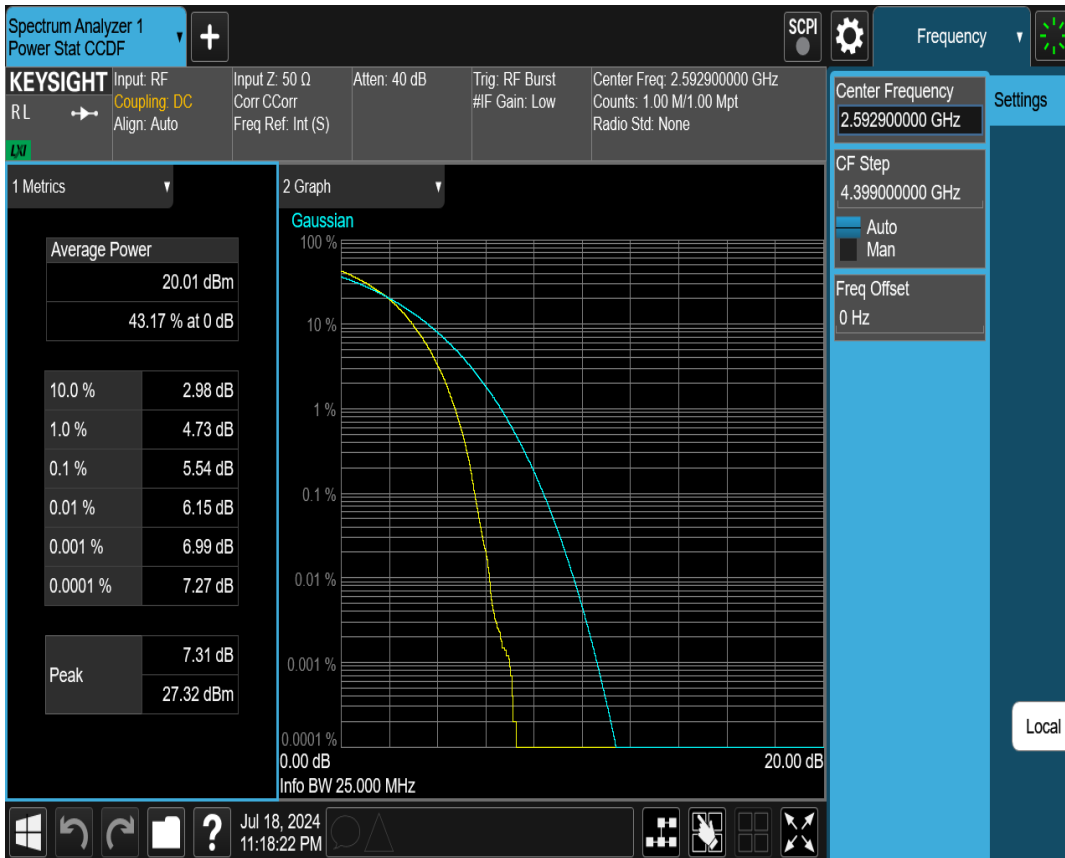 Spectrum Analyzer 1
Power Stat CCDF
+
SCPI
Frequency
KEYSIGHT
RL
LXI
Input: RF
Coupling: DC
Align: Auto
Input Z: 50 Ω
Corr CCorr
Freq Ref: Int (S)
Atten: 40 dB
Trig: RF Burst
#IF Gain: Low
Center Freq: 2.592900000 GHz
Counts: 1.00 M/1.00 Mpt
Radio Std: None
Center Frequency
2.592900000 GHz
Settings
CF Step
4.399000000 GHz
Auto
Man
Freq Offset
0 Hz
1 Metrics
Average Power
20.01 dBm
43.17 % at 0 dB
10.0 % 2.98 dB
1.0 % 4.73 dB
0.1 % 5.54 dB
0.01 % 6.15 dB
0.001 % 6.99 dB
0.0001 % 7.27 dB
Peak
7.31 dB
27.32 dBm
2 Graph
Gaussian
100 %
10 %
1 %
0.1 %
0.01 %
0.001 %
0.0001 %
0.00 dB 20.00 dB
Info BW 25.000 MHz
Local
?
Jul 18, 2024
11:18:22 PM